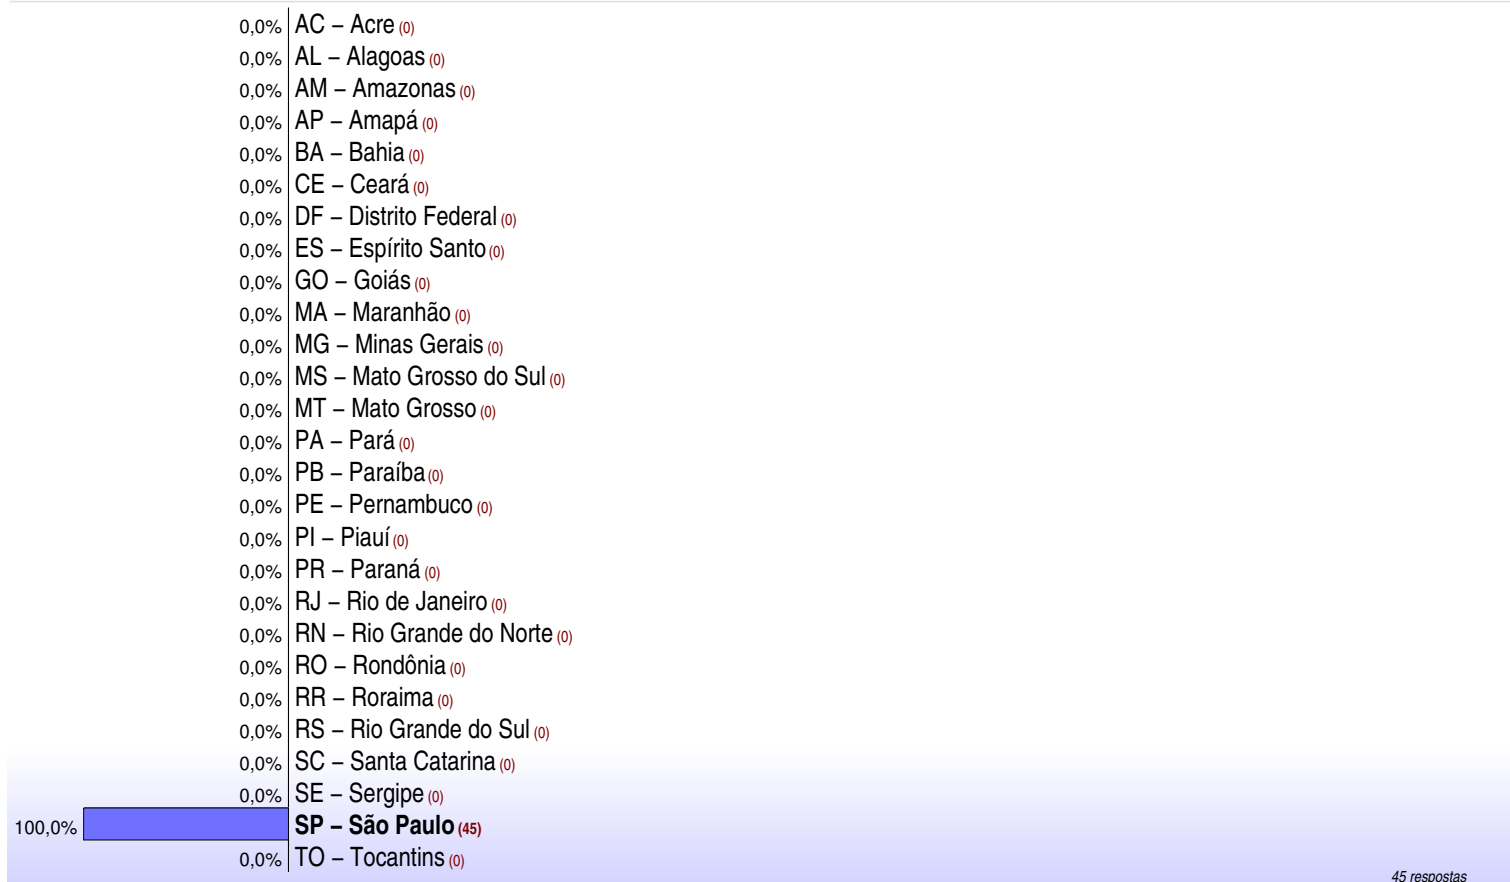 0,0% AC – Acre (0)
0,0% AL – Alagoas (0)
0,0% AM – Amazonas (0)
0,0% AP – Amapá (0)
0,0% BA – Bahia (0)
0,0% CE – Ceará (0)
0,0% DF – Distrito Federal (0)
0,0% ES – Espírito Santo (0)
0,0% GO – Goiás (0)
0,0% MA – Maranhão (0)
0,0% MG – Minas Gerais (0)
0,0% MS – Mato Grosso do Sul (0)
0,0% MT – Mato Grosso (0)
0,0% PA – Pará (0)
0,0% PB – Paraíba (0)
0,0% PE – Pernambuco (0)
0,0% PI – Piauí (0)
0,0% PR – Paraná (0)
0,0% RJ – Rio de Janeiro (0)
0,0% RN – Rio Grande do Norte (0)
0,0% RO – Rondônia (0)
0,0% RR – Roraima (0)
0,0% RS – Rio Grande do Sul (0)
0,0% SC – Santa Catarina (0)
0,0% SE – Sergipe (0)
100,0% SP – São Paulo (45)
0,0% TO – Tocantins (0)
45 respostas